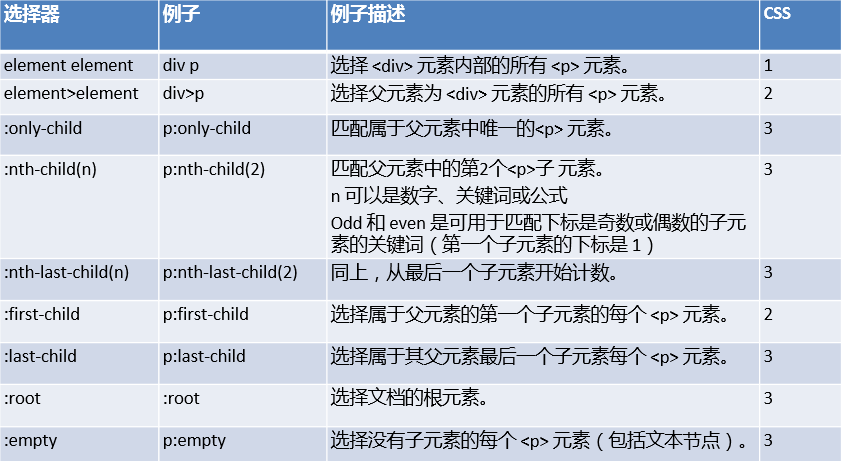 选择器 例子 例子描述 CSS
element element div p 选择 <div> 元素内部的所有 <p> 元素。 1
element>element div>p 选择父元素为 <div> 元素的所有 <p> 元素。 2
:only-child p:only-child 匹配属于父元素中唯一的<p> 元素。 3
:nth-child(n) p:nth-child(2) 匹配父元素中的第2个<p>子 元素。 3
n 可以是数字、关键词或公式
Odd 和 even 是可用于匹配下标是奇数或偶数的子元
素的关键词（第一个子元素的下标是 1）
:nth-last-child(n) p:nth-last-child(2) 同上，从最后一个子元素开始计数。 3
:first-child p:first-child 选择属于父元素的第一个子元素的每个 <p> 元素。 2
:last-child p:last-child 选择属于其父元素最后一个子元素每个 <p> 元素。 3
:root :root 选择文档的根元素。 3
:empty p:empty 选择没有子元素的每个 <p> 元素（包括文本节点）。 3